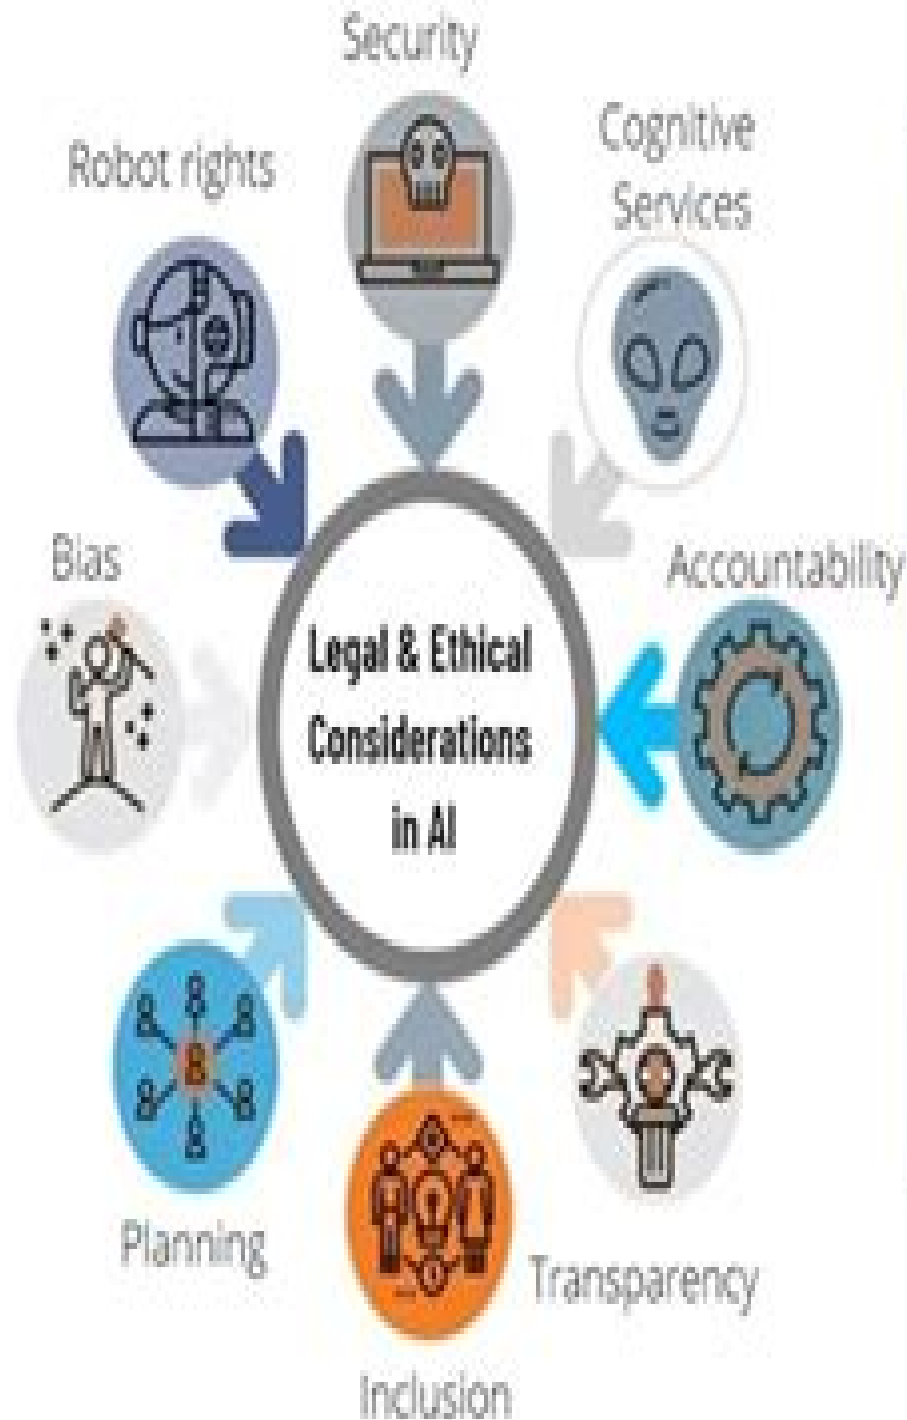 Security
Cognitive
Services
Robot rights
Bias
Accountability
Legal & Ethical
Considerations
in AI
Planning
Transparency
Inclusion